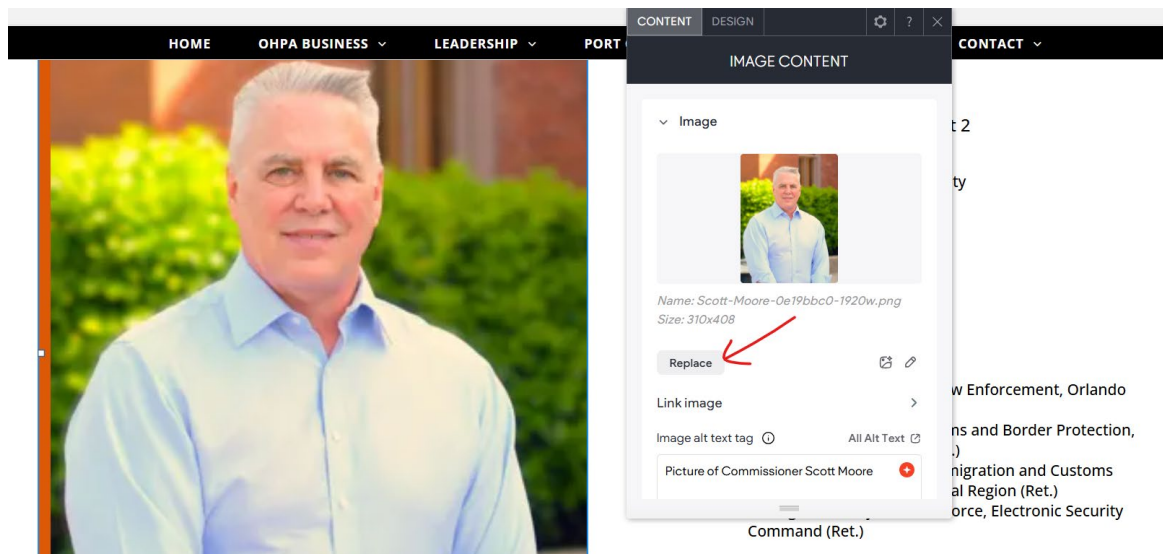 CONTENT DESIGN ?
HOME OHPA BUSINESS LEADERSHIP PORT CONTACT
IMAGE CONTENT
Image
t 2
ty
Name: Scott-Moore-0e19bbc0-1920w.png
Size: 310x408
Replace
Link image
w Enforcement, Orlando
Image alt text tag All Alt Text
ms and Border Protection,
.)
Picture of Commissioner Scott Moore
migration and Customs
al Region (Ret.)
orce, Electronic Security
Command (Ret.)